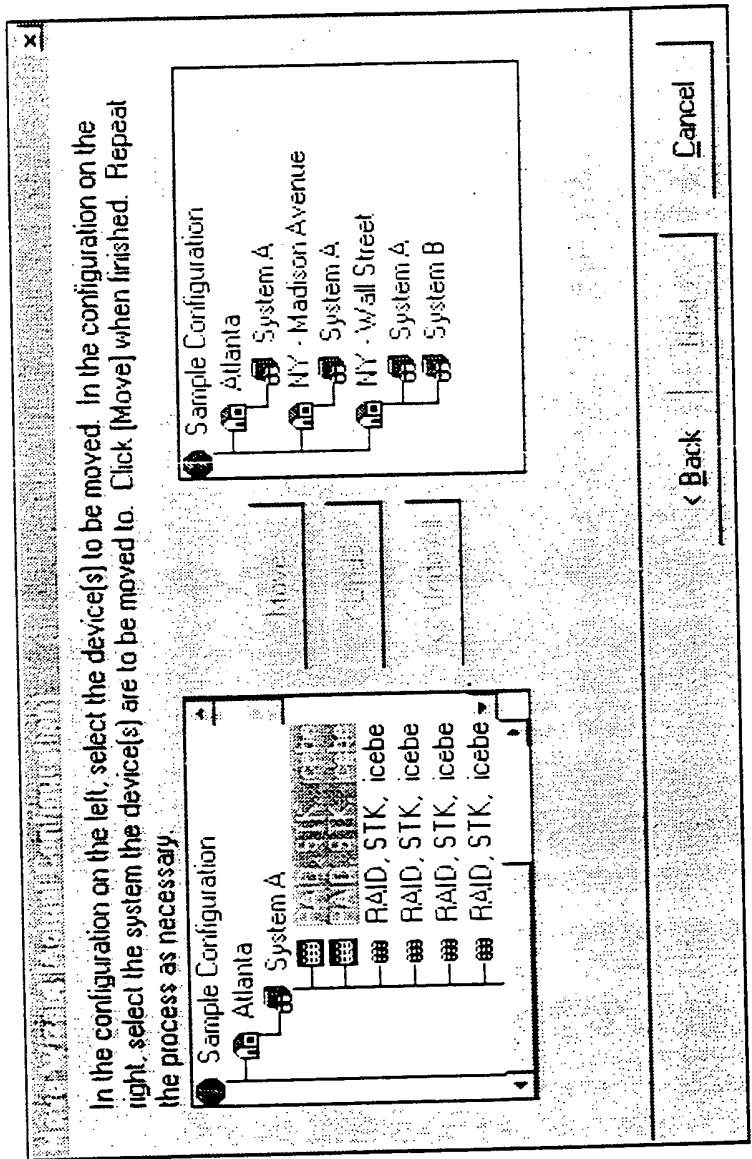 In the configuration on the left, select the device(s) to be moved. In the configuration on the
right, select the system the device(s) are to be moved to. Click [Move] when finished. Repeat
the process as necessary.
Sample Configuration
Atlanta
System A
RAID, STK, icebe
RAID, STK, icebe
RAID, STK, icebe
RAID, STK, icebe
Move
Sample Configuration
Atlanta
System A
NY - Madison Avenue
System A
NY - Wall Street
System A
System B
< Back
Next
Cancel